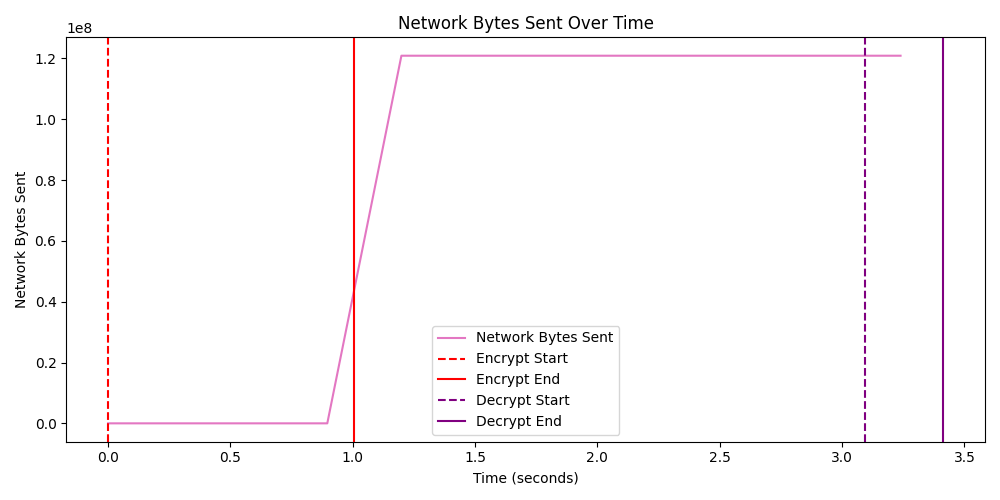 Network Bytes Sent Over Time
1e8
1.2
1.0
0.8
0.6
0.4
0.2
0.0
Network Bytes Sent
Network Bytes Sent
Encrypt Start
Encrypt End
Decrypt Start
Decrypt End
0.0 0.5 1.0 1.5 2.0 2.5 3.0 3.5
Time (seconds)